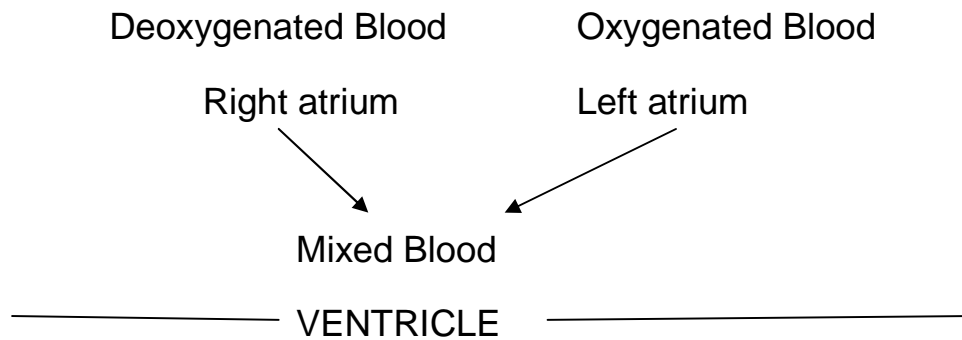 Deoxygenated Blood Oxygenated Blood
Right atrium Left atrium
Mixed Blood
VENTRICLE